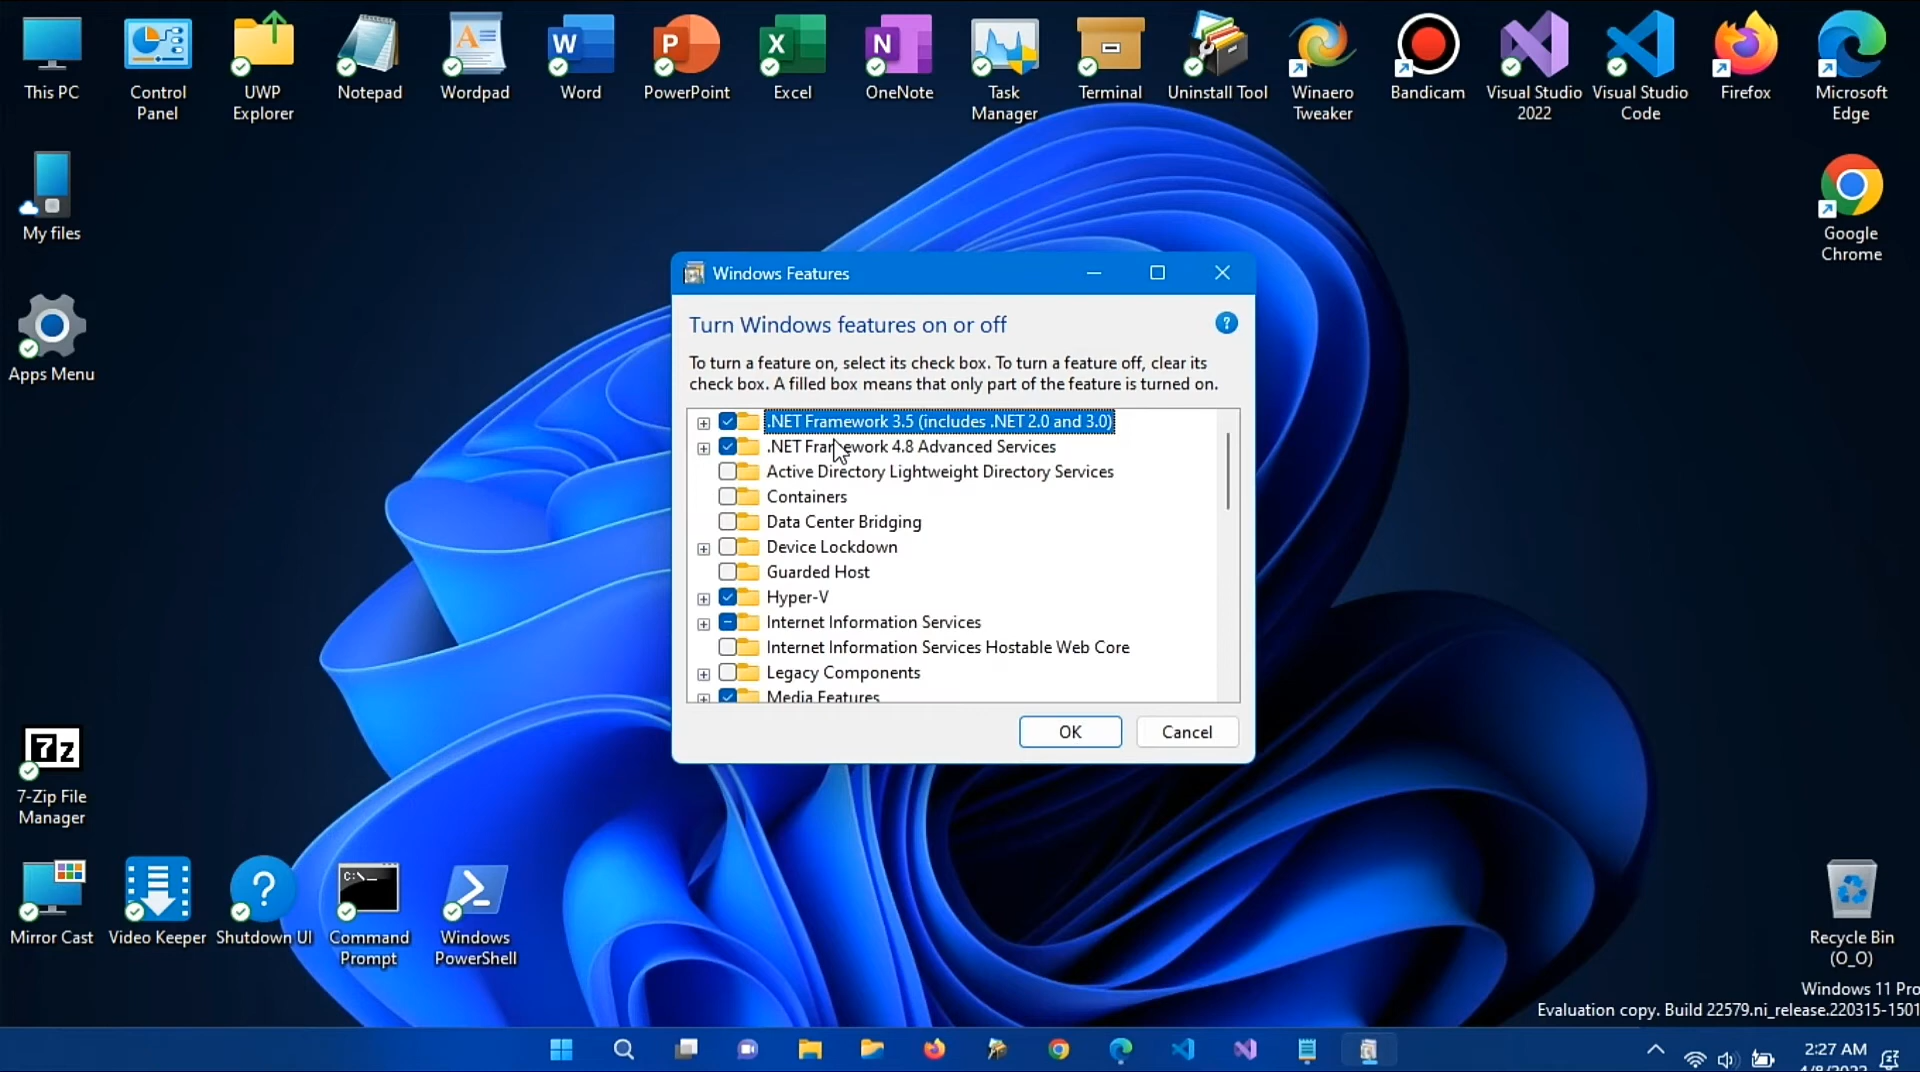 This PC
Control
Panel
UWP
Explorer
Notepad
Wordpad
Word
PowerPoint
Excel
OneNote
Task
Manager
Terminal
Uninstall Tool
Winaero
Tweaker
Bandicam
Visual Studio
2022
Visual Studio
Code
Firefox
Microsoft
Edge
My files
Google
Chrome
Apps Menu
Windows Features
Turn Windows features on or off
To turn a feature on, select its check box. To turn a feature off, clear its
check box. A filled box means that only part of the feature is turned on.
.NET Framework 3.5 (includes .NET 2.0 and 3.0)
.NET Framework 4.8 Advanced Services
Active Directory Lightweight Directory Services
Containers
Data Center Bridging
Device Lockdown
Guarded Host
Hyper-V
Internet Information Services
Internet Information Services Hostable Web Core
Legacy Components
Media Features
OK
Cancel
7z
7-Zip File
Manager
Mirror Cast
Video Keeper
Shutdown UI
C:\_
Command
Prompt
Windows
PowerShell
Recycle Bin
(O_O)
Windows 11 Pro
Evaluation copy. Build 22579.ni_release.220315-1501
2:27 AM
4/8/2022